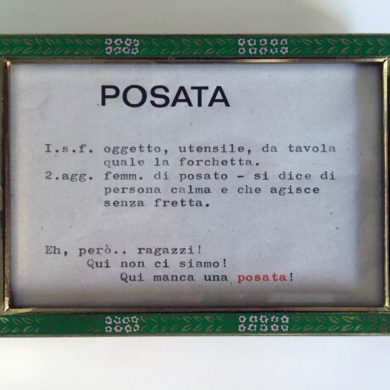 POSATA
I.s.f. oggetto, utensile, da tavola
quale la forchetta.
2.agg. femm. di posato - si dice di
persona calma e che agisce
senza fretta.
Eh, però.. ragazzi!
Qui non ci siamo!
Qui manca una posata!